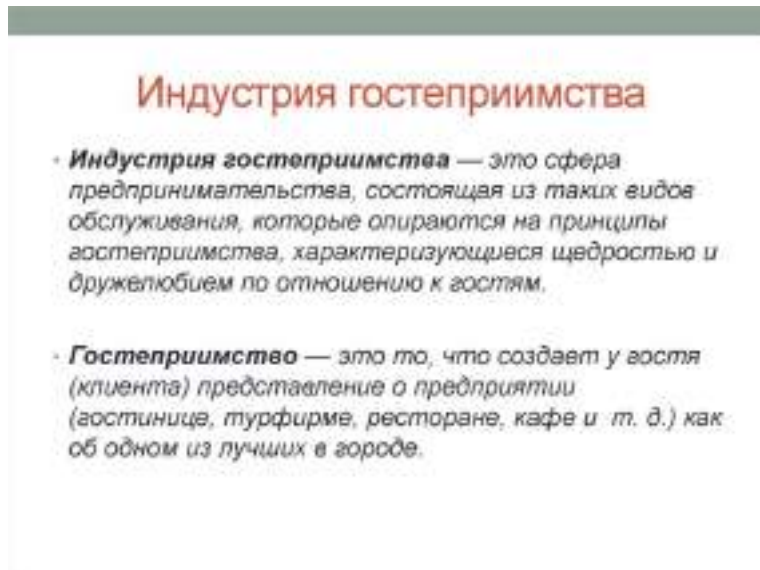 Индустрия гостеприимства
• Индустрия гостеприимства — это сфера
предпринимательства, состоящая из таких видов
обслуживания, которые опираются на принципы
гостеприимства, характеризующиеся щедростью и
дружелюбием по отношению к гостям.
• Гостеприимство — это то, что создает у гостя
(клиента) представление о предприятии
(гостинице, турфирме, ресторане, кафе и т. д.) как
об одном из лучших в городе.